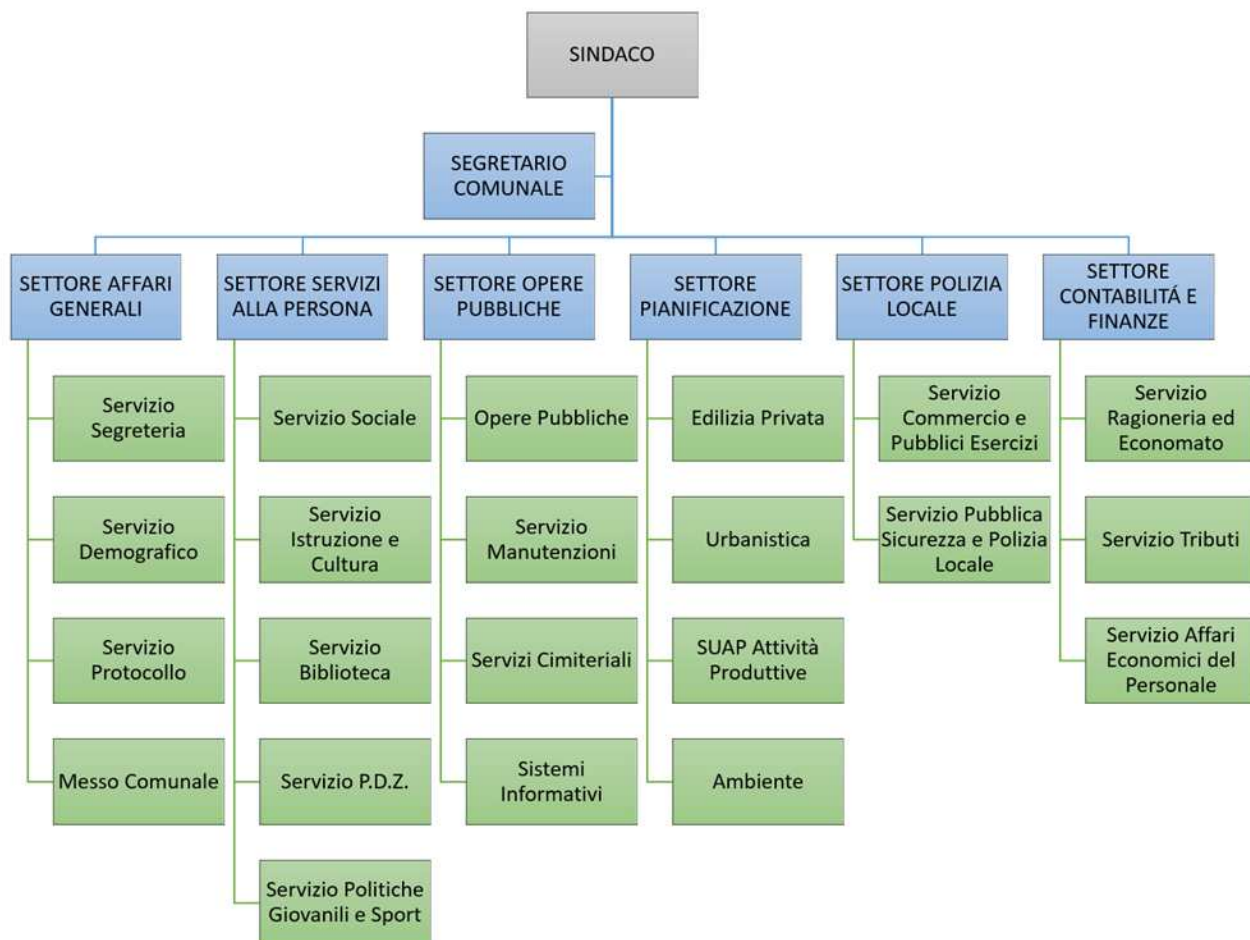 SINDACO
SEGRETARIO
COMUNALE
SETTORE AFFARI
GENERALI
SETTORE SERVIZI
ALLA PERSONA
SETTORE OPERE
PUBBLICHE
SETTORE
PIANIFICAZIONE
SETTORE POLIZIA
LOCALE
SETTORE
CONTABILITÁ E
FINANZE
Servizio
Segreteria
Servizio
Demografico
Servizio
Protocollo
Messo Comunale
Servizio Sociale
Servizio
Istruzione e
Cultura
Servizio
Biblioteca
Servizio P.D.Z.
Servizio Politiche
Giovanili e Sport
Opere Pubbliche
Servizio
Manutenzioni
Servizi Cimiteriali
Sistemi
Informativi
Edilizia Privata
Urbanistica
SUAP Attività
Produttive
Ambiente
Servizio
Commercio e
Pubblici Esercizi
Servizio Pubblica
Sicurezza e Polizia
Locale
Servizio
Ragioneria ed
Economato
Servizio Tributi
Servizio Affari
Economici del
Personale